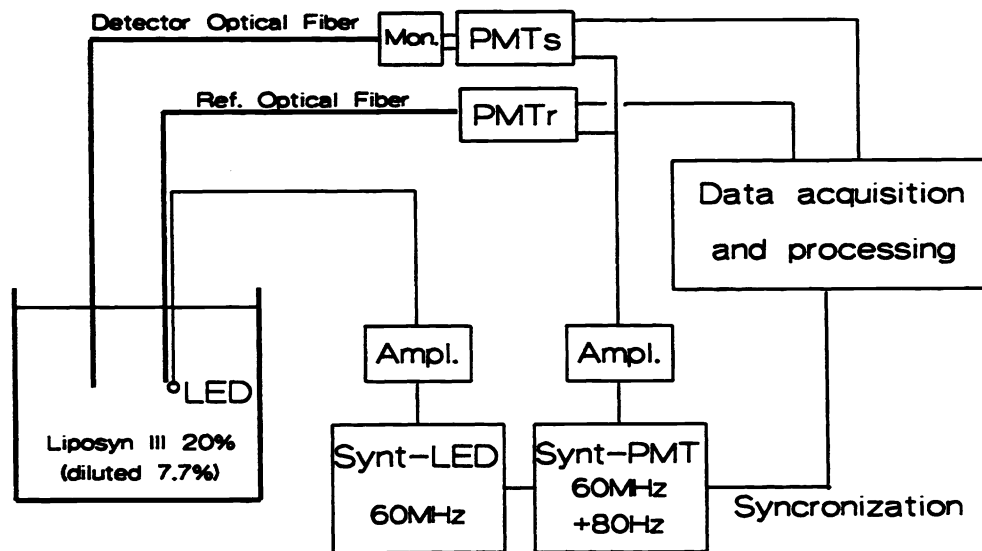 Detector Optical Fiber
Mon.
PMTs
Ref. Optical Fiber
PMTr
Data acquisition
and processing
Ampl.
Ampl.
LED
Liposyn III 20%
(diluted 7.7%)
Synt-LED
60MHz
Synt-PMT
60MHz
+80Hz
Syncronization